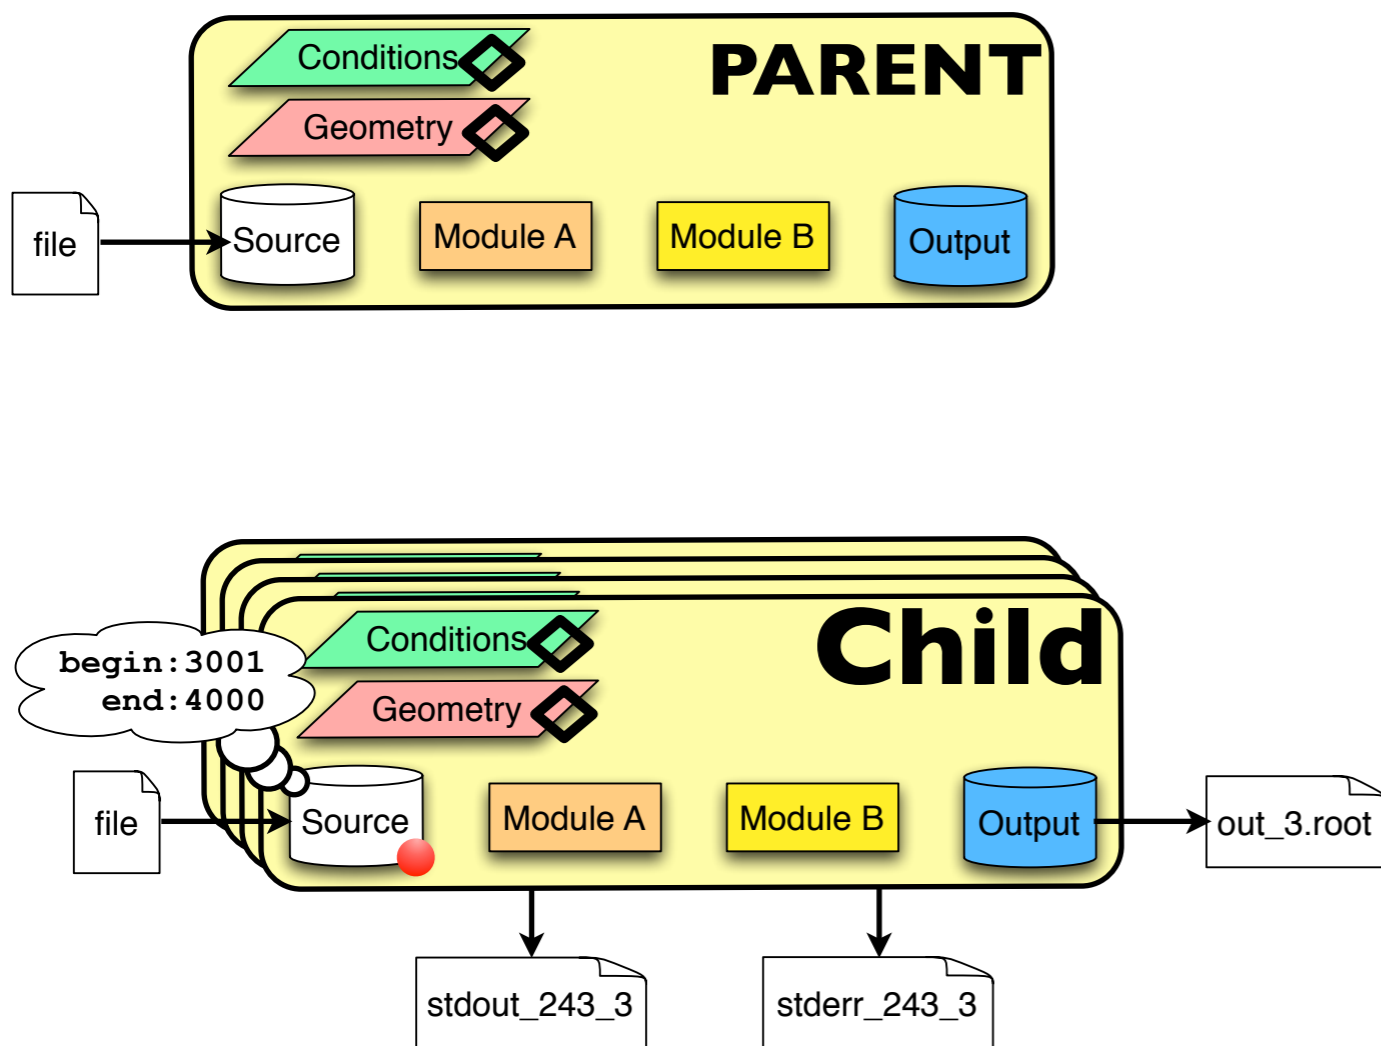 PARENT
Conditions
Geometry
file
Source
Module A
Module B
Output
Child
Conditions
begin:3001
end:4000
Geometry
file
Source
Module A
Module B
Output
out_3.root
stdout_243_3
stderr_243_3